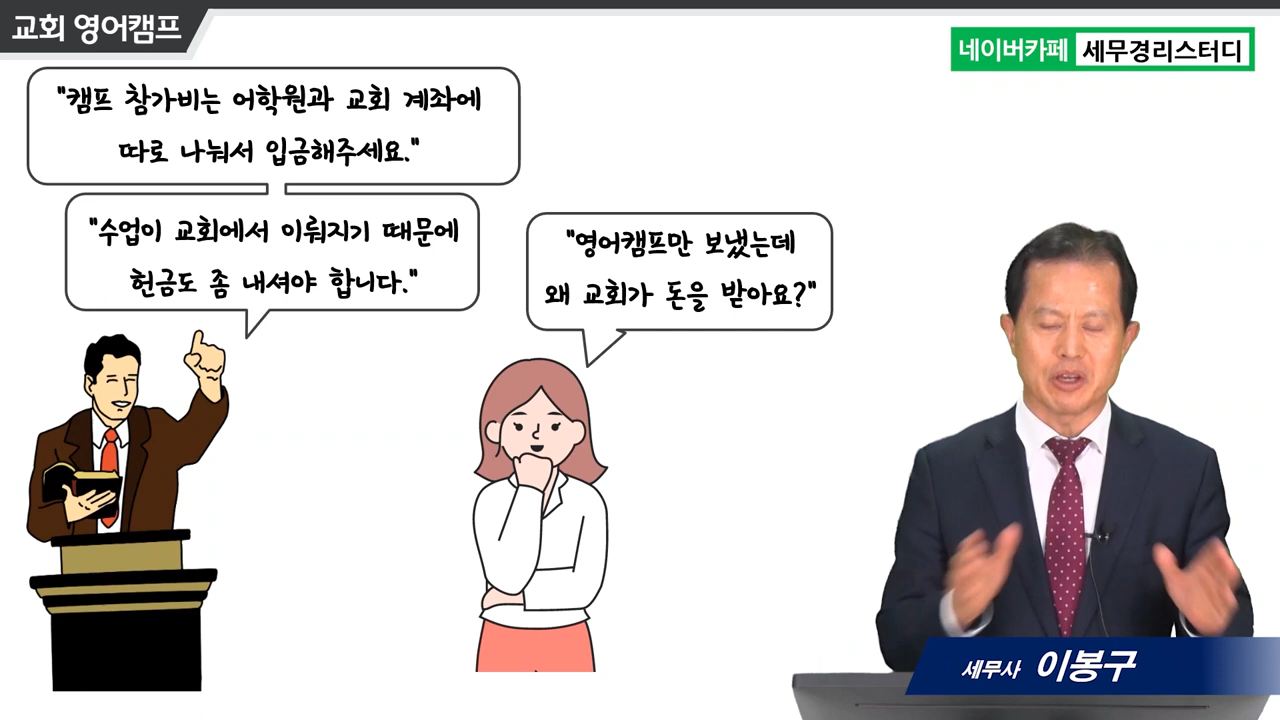 교회 영어캠프
네이버카페 세무경리스터디
"캠프 참가비는 어학원과 교회 계좌에
따로 나눠서 입금해주세요."
"수업이 교회에서 이뤄지기 때문에
헌금도 좀 내셔야 합니다."
"영어캠프만 보냈는데
왜 교회가 돈을 받아요?"
세무사 이봉구